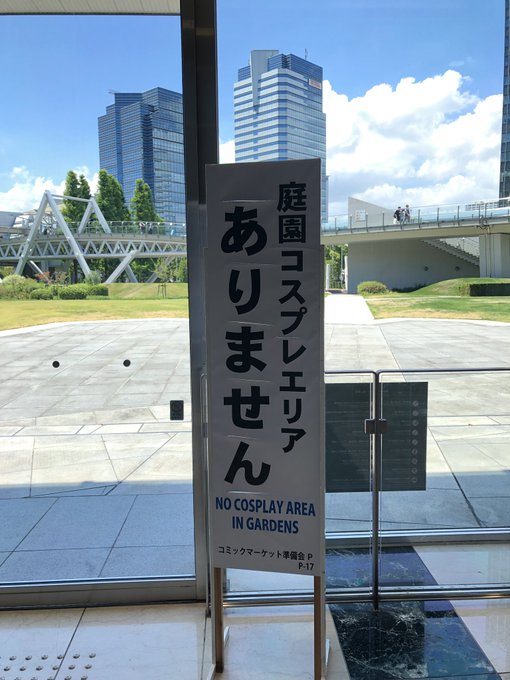 庭園コスプレエリア
ありません
NO COSPLAY AREA
IN GARDENS
コミックマーケット準備会 P
P-17